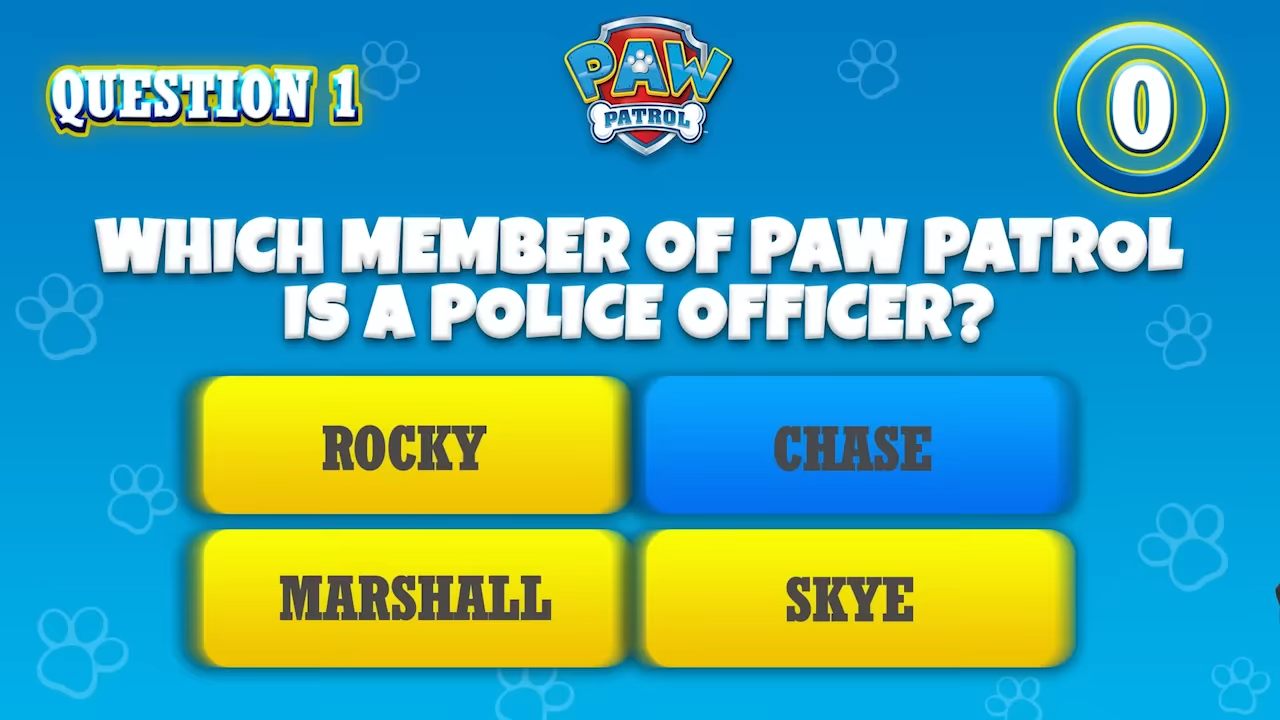 QUESTION 1
PAW
PATROL
0
WHICH MEMBER OF PAW PATROL
IS A POLICE OFFICER?
ROCKY
CHASE
MARSHALL
SKYE